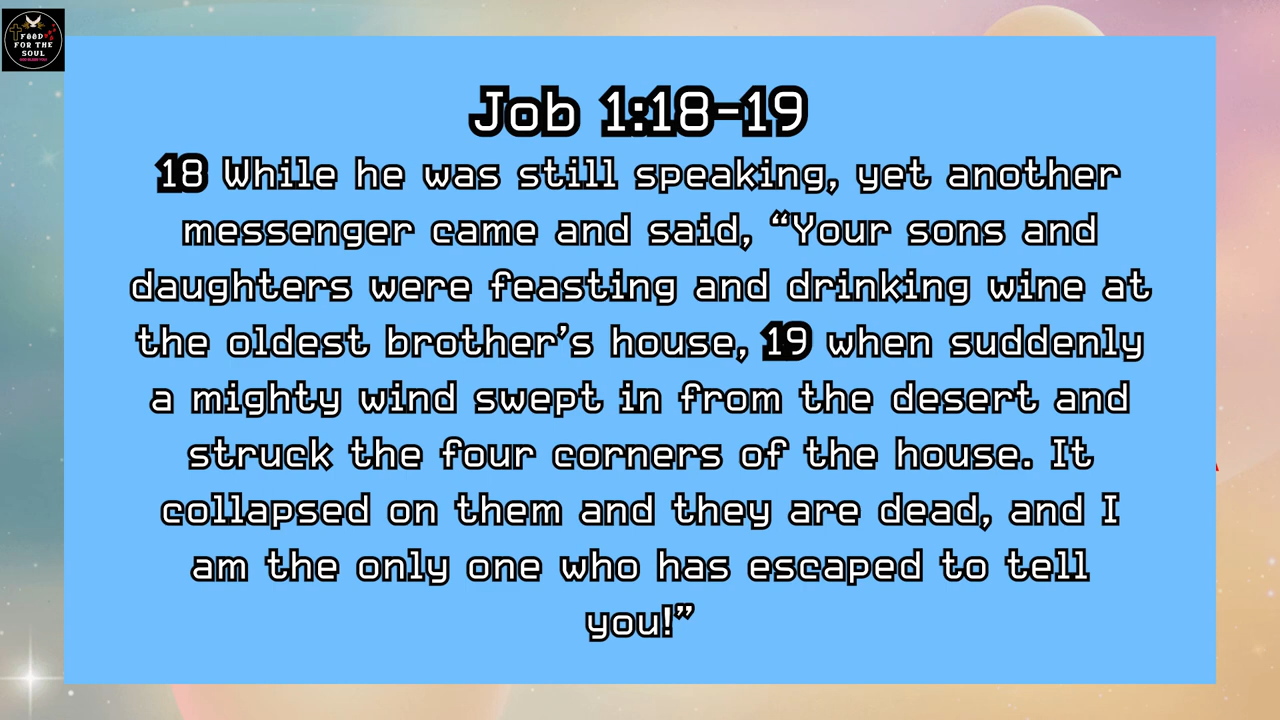 FOOD
FOR THE
SOUL
GOD BLESS YOU
Job 1:18-19
18 While he was still speaking, yet another
messenger came and said, “Your sons and
daughters were feasting and drinking wine at
the oldest brother’s house, 19 when suddenly
a mighty wind swept in from the desert and
struck the four corners of the house. It
collapsed on them and they are dead, and I
am the only one who has escaped to tell
you!”